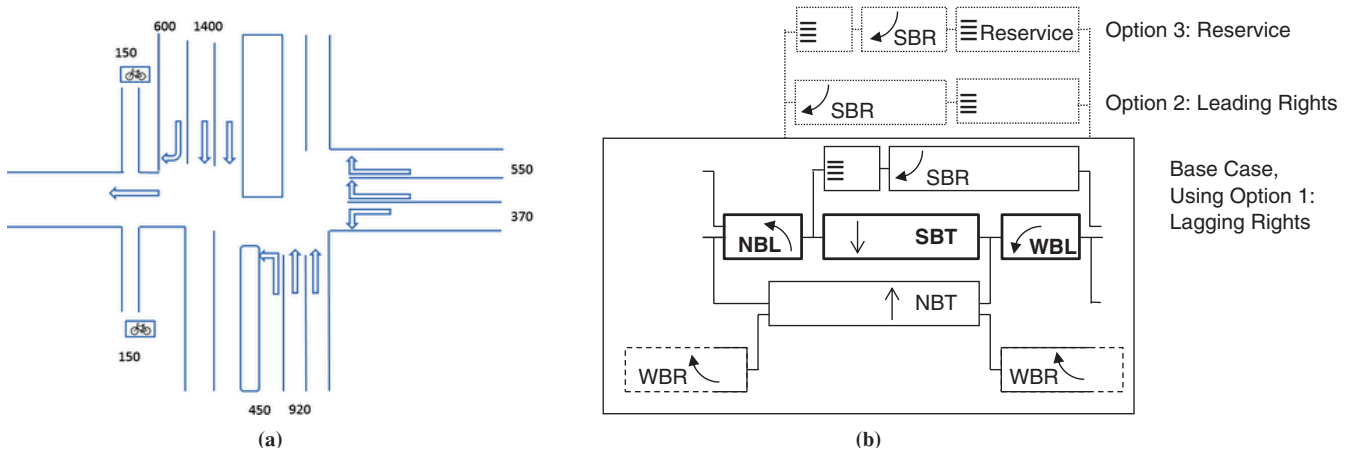 600 1400
150
550
370
150
450 920
(a)
SBR Reservice Option 3: Reservice
SBR Option 2: Leading Rights
Base Case,
Using Option 1:
Lagging Rights
SBR
NBL SBT WBL
NBT
WBR WBR
(b)